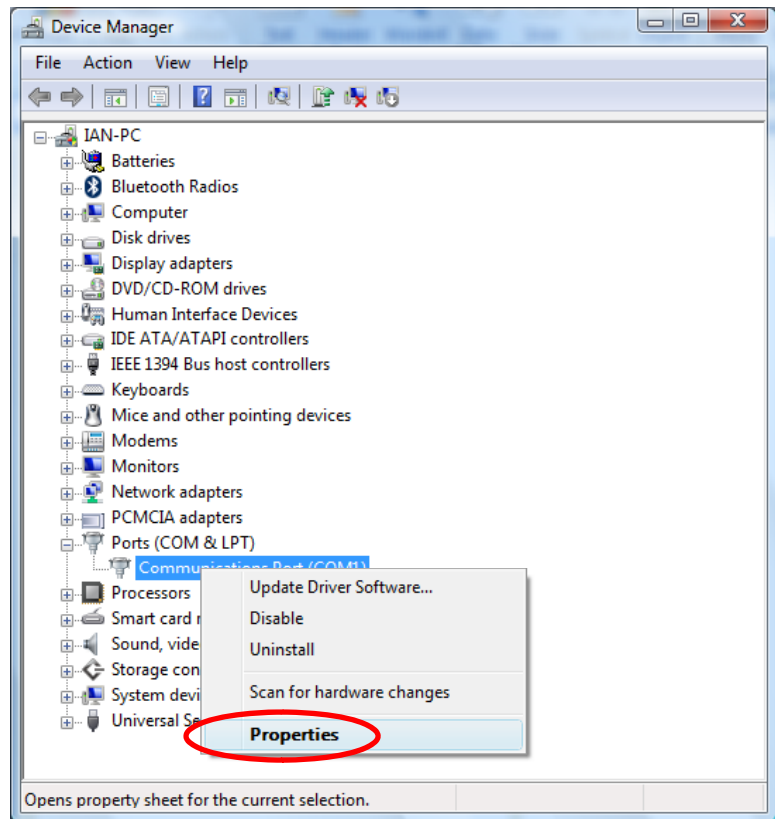 Device Manager
File Action View Help
IAN-PC
Batteries
Bluetooth Radios
Computer
Disk drives
Display adapters
DVD/CD-ROM drives
Human Interface Devices
IDE ATA/ATAPI controllers
IEEE 1394 Bus host controllers
Keyboards
Mice and other pointing devices
Modems
Monitors
Network adapters
PCMCIA adapters
Ports (COM & LPT)
Communications Port (COM1)
Processors
Smart card r
Sound, vide
Storage con
System devi
Universal Se
Update Driver Software...
Disable
Uninstall
Scan for hardware changes
Properties
Opens property sheet for the current selection.